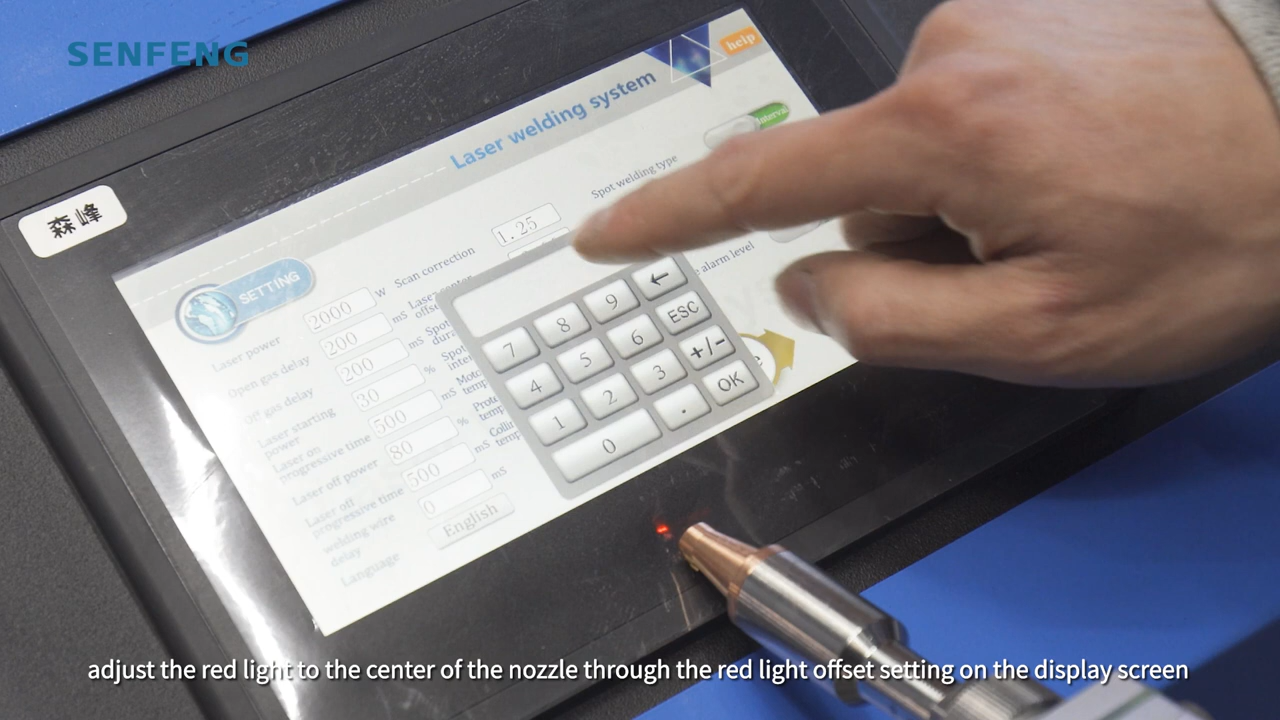 SENFENG
help
Laser welding system
Interval
森峰
Spot welding type
SETTING
1.25
Scan correction
Laser power
2000
W
Laser center
Open gas delay
200
mS
alarm level
Off gas delay
200
mS
Laser starting
power
30
%
Laser on
progressive time
500
mS
Laser off power
80
%
Laser off
progressive time
500
mS
welding wire
delay
0
mS
Language
English
7 8 9 ←
4 5 6 ESC
1 2 3 +/-
0 . OK
adjust the red light to the center of the nozzle through the red light offset setting on the display screen